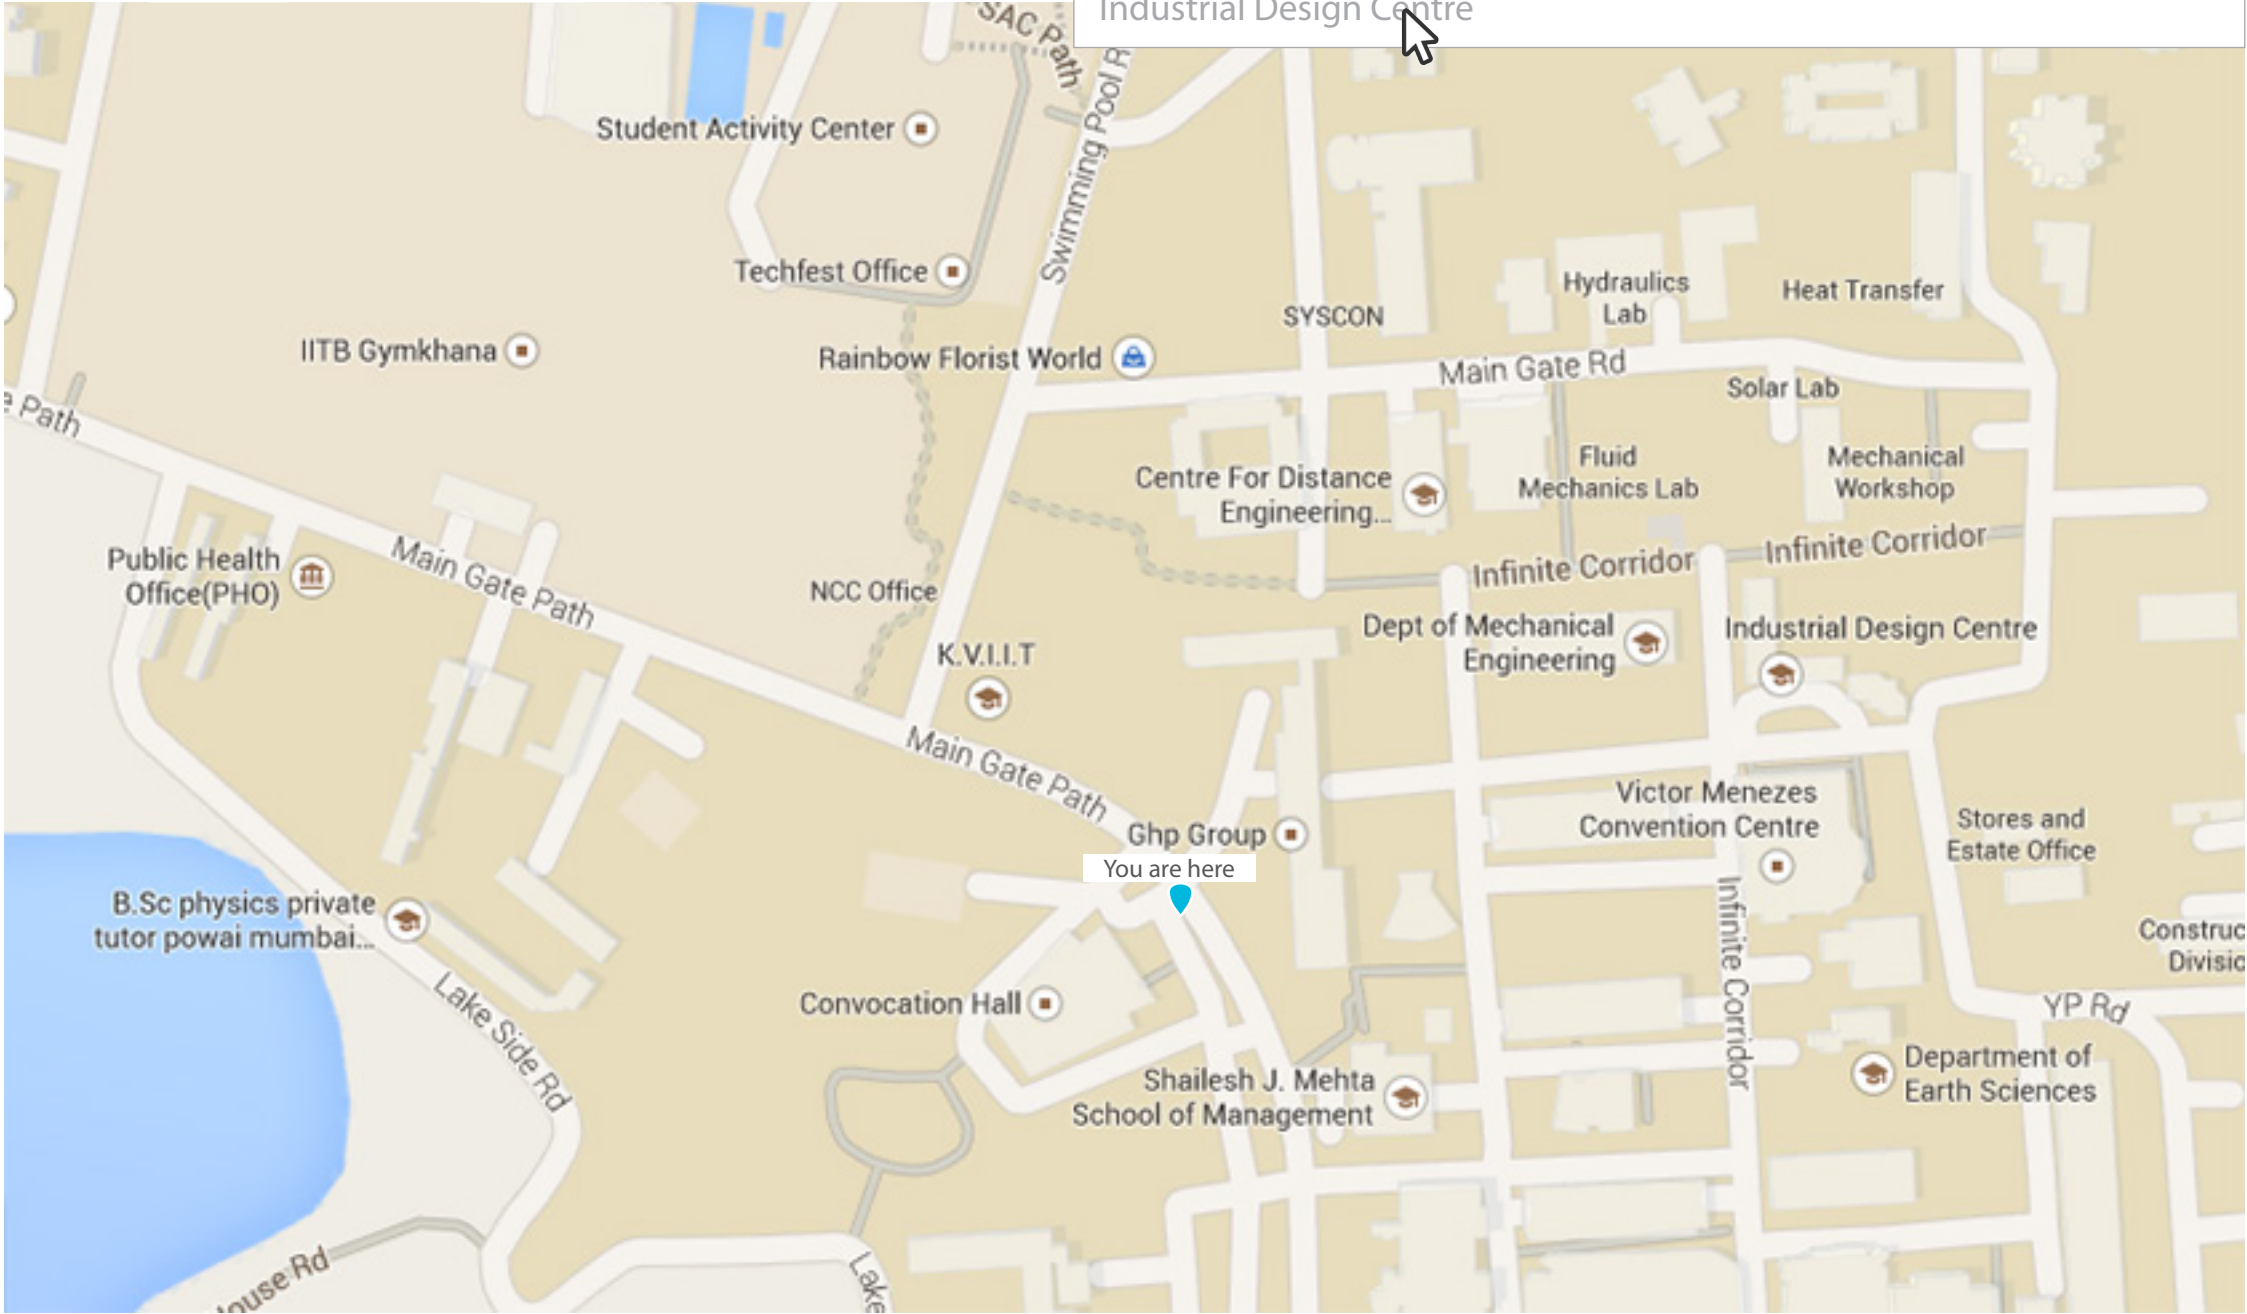 Industrial Design Centre
SAC Path
Swimming Pool R
Student Activity Center
Techfest Office
Hydraulics
Lab
Heat Transfer
SYSCON
IITB Gymkhana
Rainbow Florist World
Main Gate Rd
Solar Lab
Path
Centre For Distance
Engineering...
Fluid
Mechanics Lab
Mechanical
Workshop
Infinite Corridor
Infinite Corridor
Public Health
Office(PHO)
Main Gate Path
NCC Office
K.V.I.I.T
Dept of Mechanical
Engineering
Industrial Design Centre
Main Gate Path
Victor Menezes
Convention Centre
Stores and
Estate Office
Ghp Group
You are here
B.Sc physics private
tutor powai mumbai...
Infinite Corridor
Construc
Divisic
Lake Side Rd
Convocation Hall
YP Rd
Shailesh J. Mehta
School of Management
Department of
Earth Sciences
ouse Rd
Lake